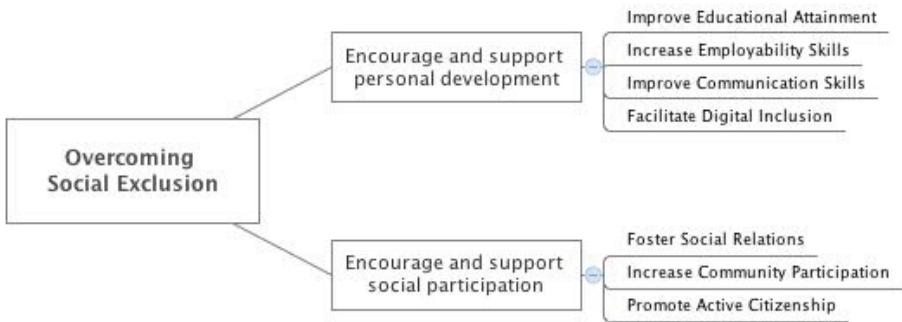 Overcoming
Social Exclusion
Encourage and support
personal development
Improve Educational Attainment
Increase Employability Skills
Improve Communication Skills
Facilitate Digital Inclusion
Encourage and support
social participation
Foster Social Relations
Increase Community Participation
Promote Active Citizenship